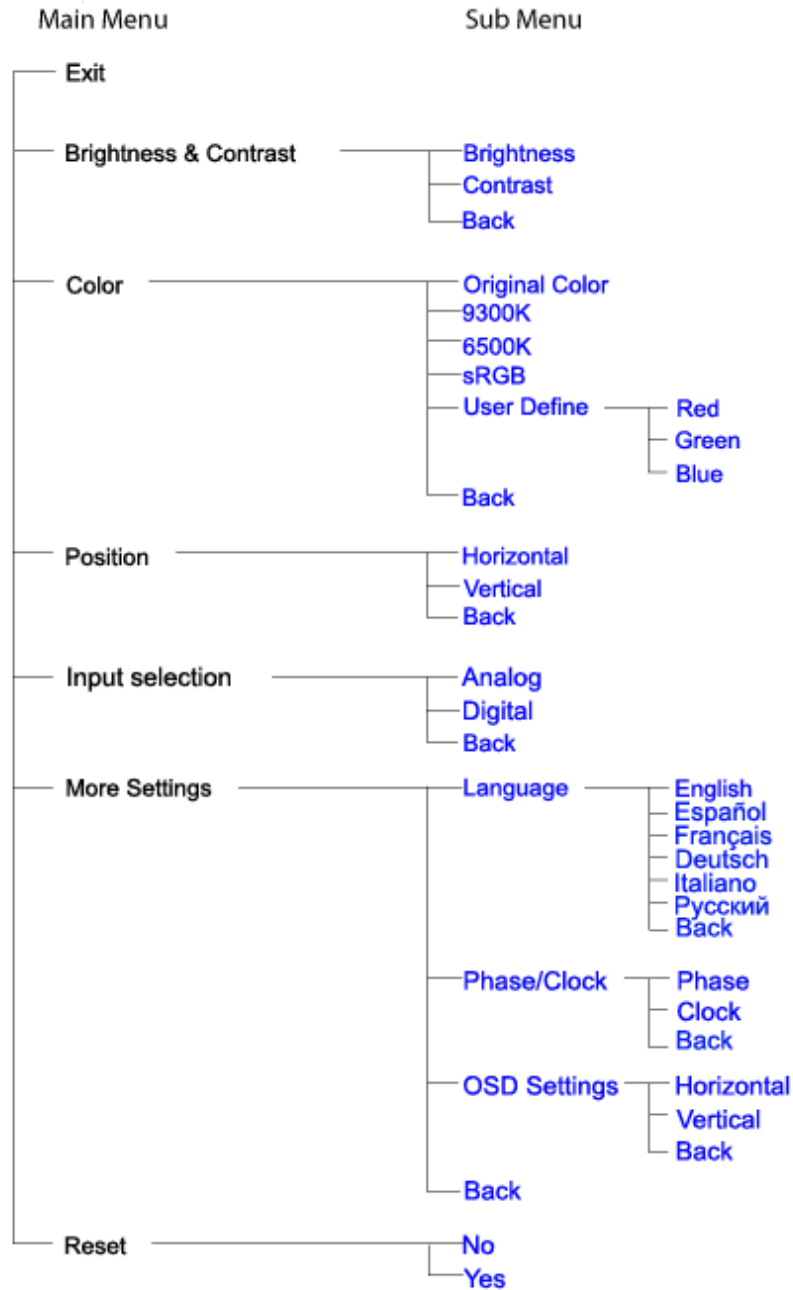 Main Menu Sub Menu
Exit
Brightness & Contrast Brightness
Contrast
Back
Color Original Color
9300K
6500K
sRGB
User Define Red
Green
Blue
Back
Position Horizontal
Vertical
Back
Input selection Analog
Digital
Back
More Settings Language English
Español
Français
Deutsch
Italiano
Русский
Back
Phase/Clock Phase
Clock
Back
OSD Settings Horizontal
Vertical
Back
Back
Reset No
Yes